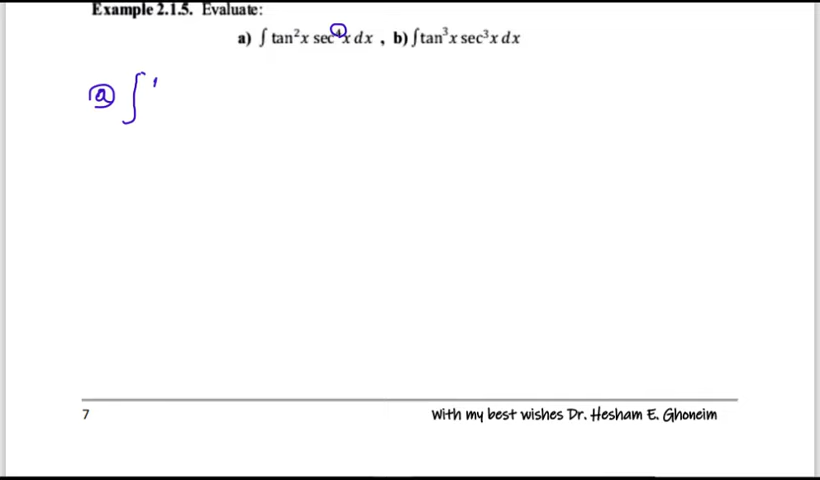 Example 2.1.5. Evaluate:
a) ∫ tan²x sec⁴x dx , b) ∫tan³x sec³x dx
ⓐ ∫
7 With my best wishes Dr. Hesham E. Ghoneim